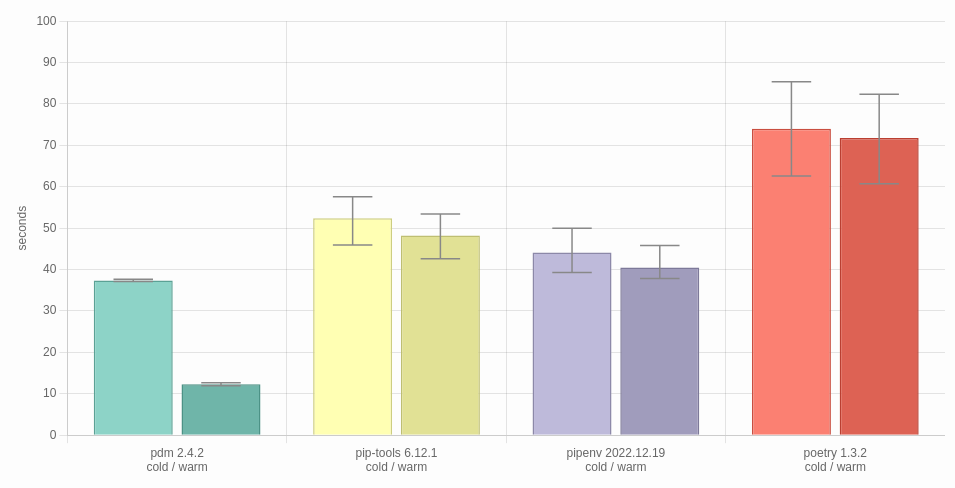 100
90
80
70
60
50
40
30
20
10
0
seconds
pdm 2.4.2
cold / warm
pip-tools 6.12.1
cold / warm
pipenv 2022.12.19
cold / warm
poetry 1.3.2
cold / warm